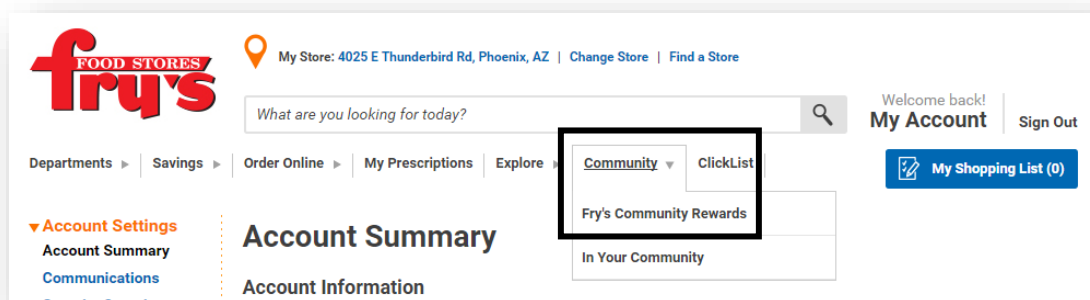 FOOD STORES
fry's
My Store: 4025 E Thunderbird Rd, Phoenix, AZ | Change Store | Find a Store
What are you looking for today?
Welcome back!
My Account
Sign Out
Departments
Savings
Order Online
My Prescriptions
Explore
Community
ClickList
My Shopping List (0)
Fry's Community Rewards
In Your Community
Account Settings
Account Summary
Communications
Account Summary
Account Information